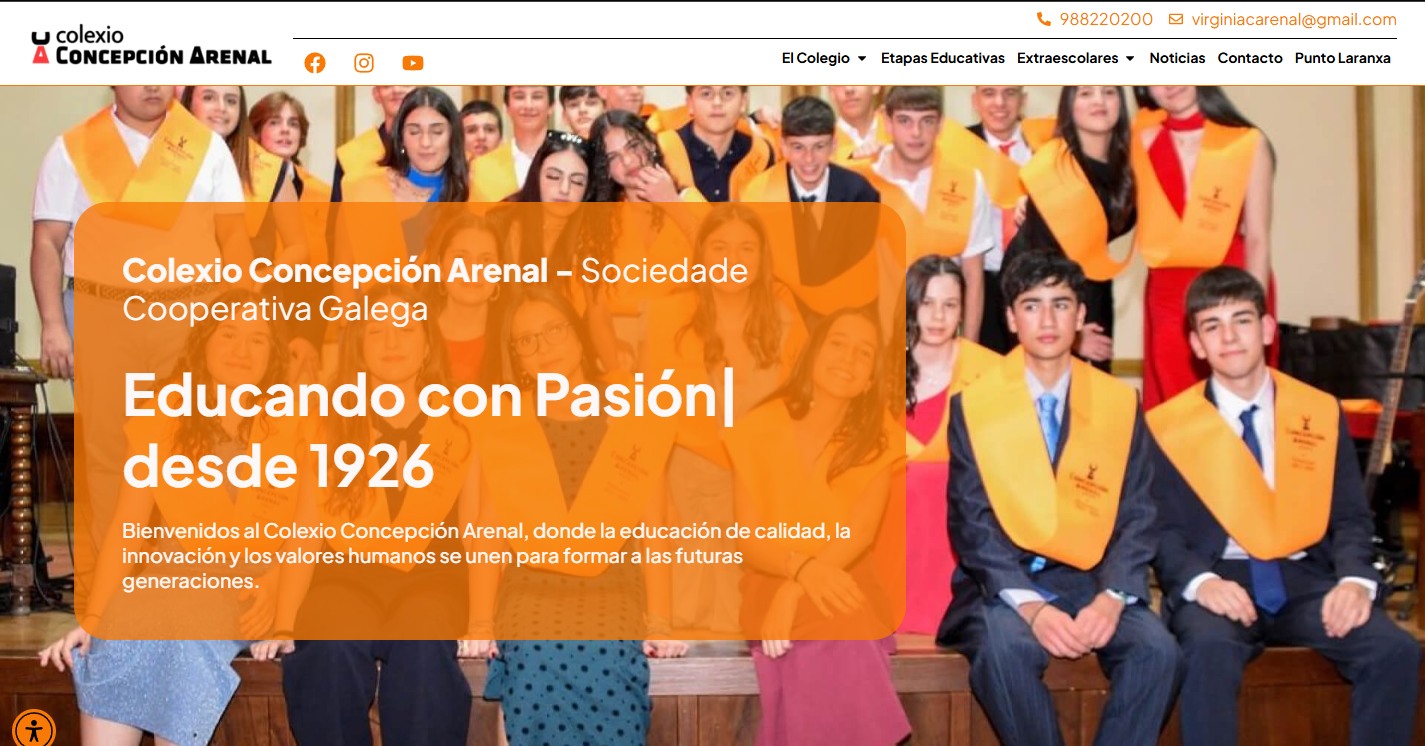 988220200 virginiacarenal@gmail.com
colexio
CONCEPCIÓN ARENAL
El Colegio Etapas Educativas Extraescolares Noticias Contacto Punto Laranxa
Colexio Concepción Arenal – Sociedade
Cooperativa Galega
Educando con Pasión|
desde 1926
Bienvenidos al Colexio Concepción Arenal, donde la educación de calidad, la
innovación y los valores humanos se unen para formar a las futuras
generaciones.